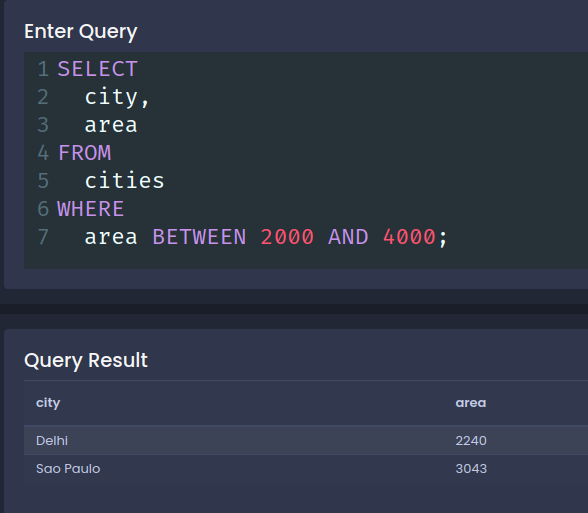 Enter Query
1 SELECT
2   city,
3   area
4 FROM
5   cities
6 WHERE
7   area BETWEEN 2000 AND 4000;
Query Result
city area
Delhi 2240
Sao Paulo 3043